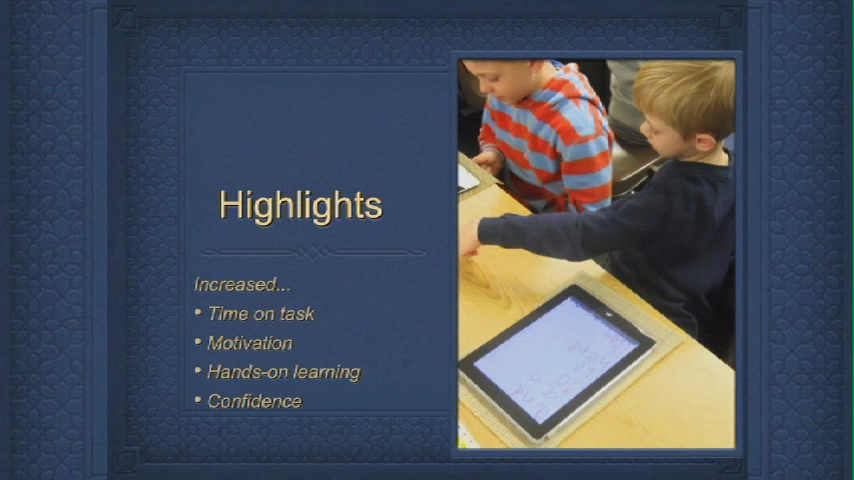 Highlights
Increased...
• Time on task
• Motivation
• Hands-on learning
• Confidence